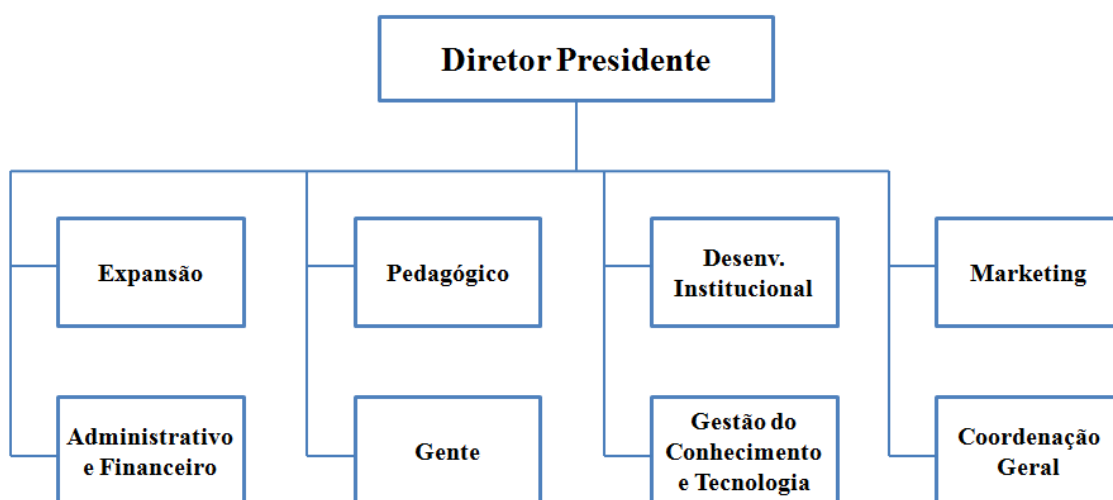 Diretor Presidente
Expansão
Pedagógico
Desenv.
Institucional
Marketing
Administrativo
e Financeiro
Gente
Gestão do
Conhecimento
e Tecnologia
Coordenação
Geral